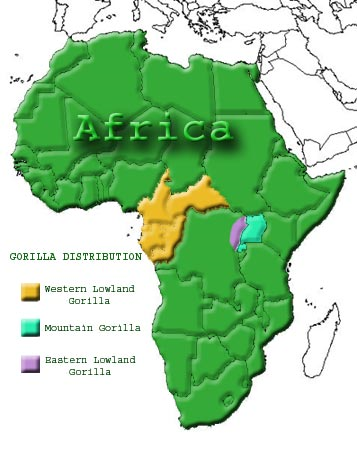 Africa
GORILLA DISTRIBUTION
Western Lowland
Gorilla
Mountain Gorilla
Eastern Lowland
Gorilla